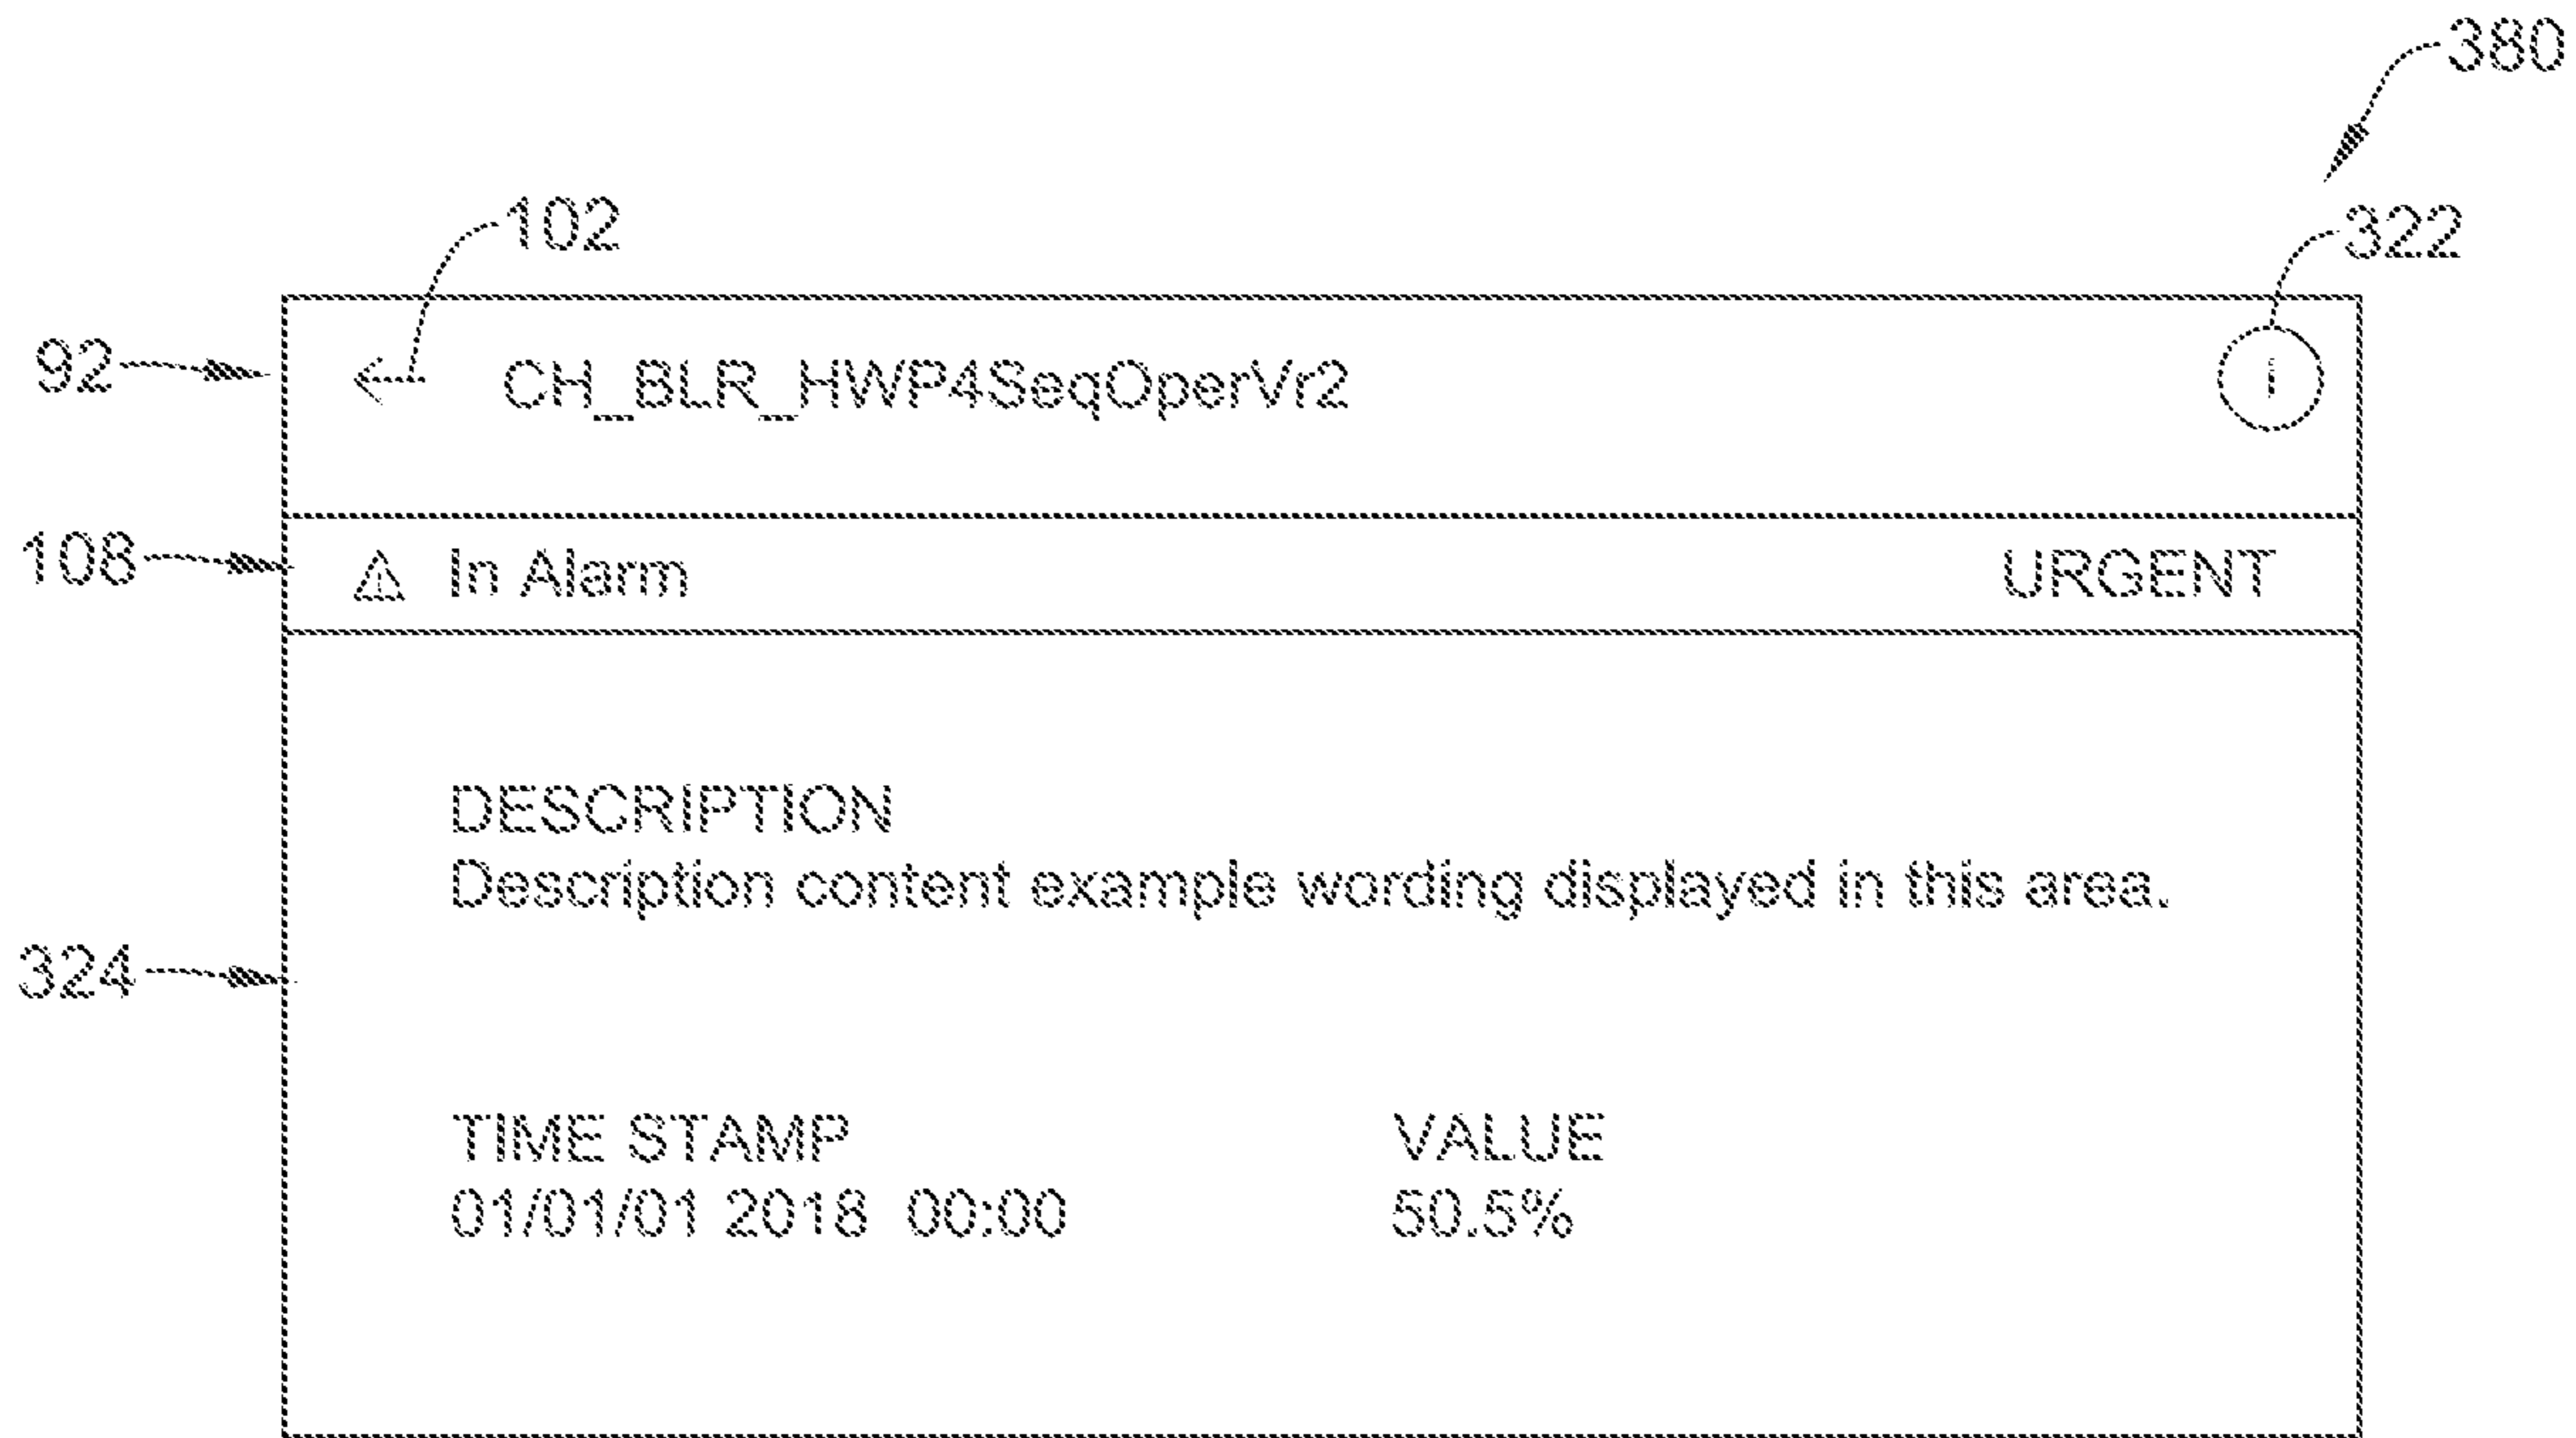 380
102
322
92
CH_BLR_HWP4SeqOperVr2
i
108
In Alarm URGENT
DESCRIPTION
Description content example wording displayed in this area.
324
TIME STAMP VALUE
01/01/01 2018 00:00 50.5%